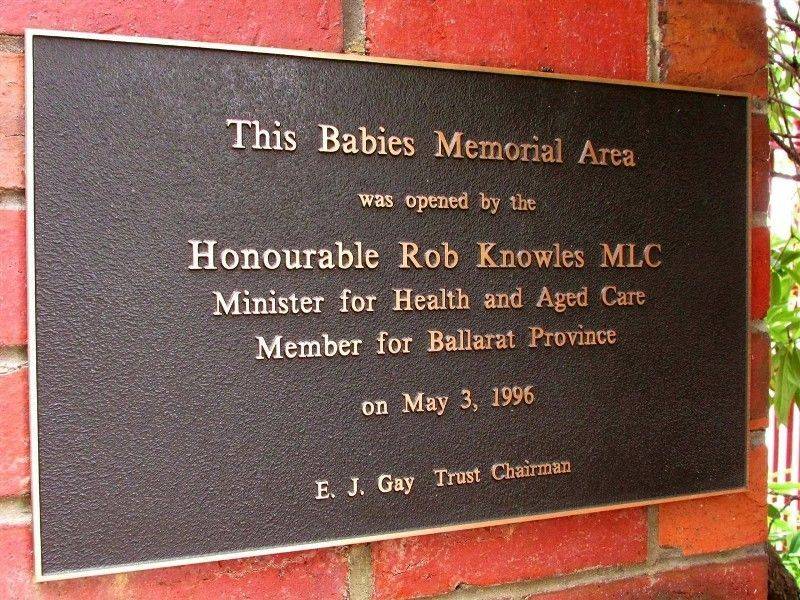 This Babies Memorial Area
was opened by the
Honourable Rob Knowles MLC
Minister for Health and Aged Care
Member for Ballarat Province
on May 3, 1996
E. J. Gay Trust Chairman